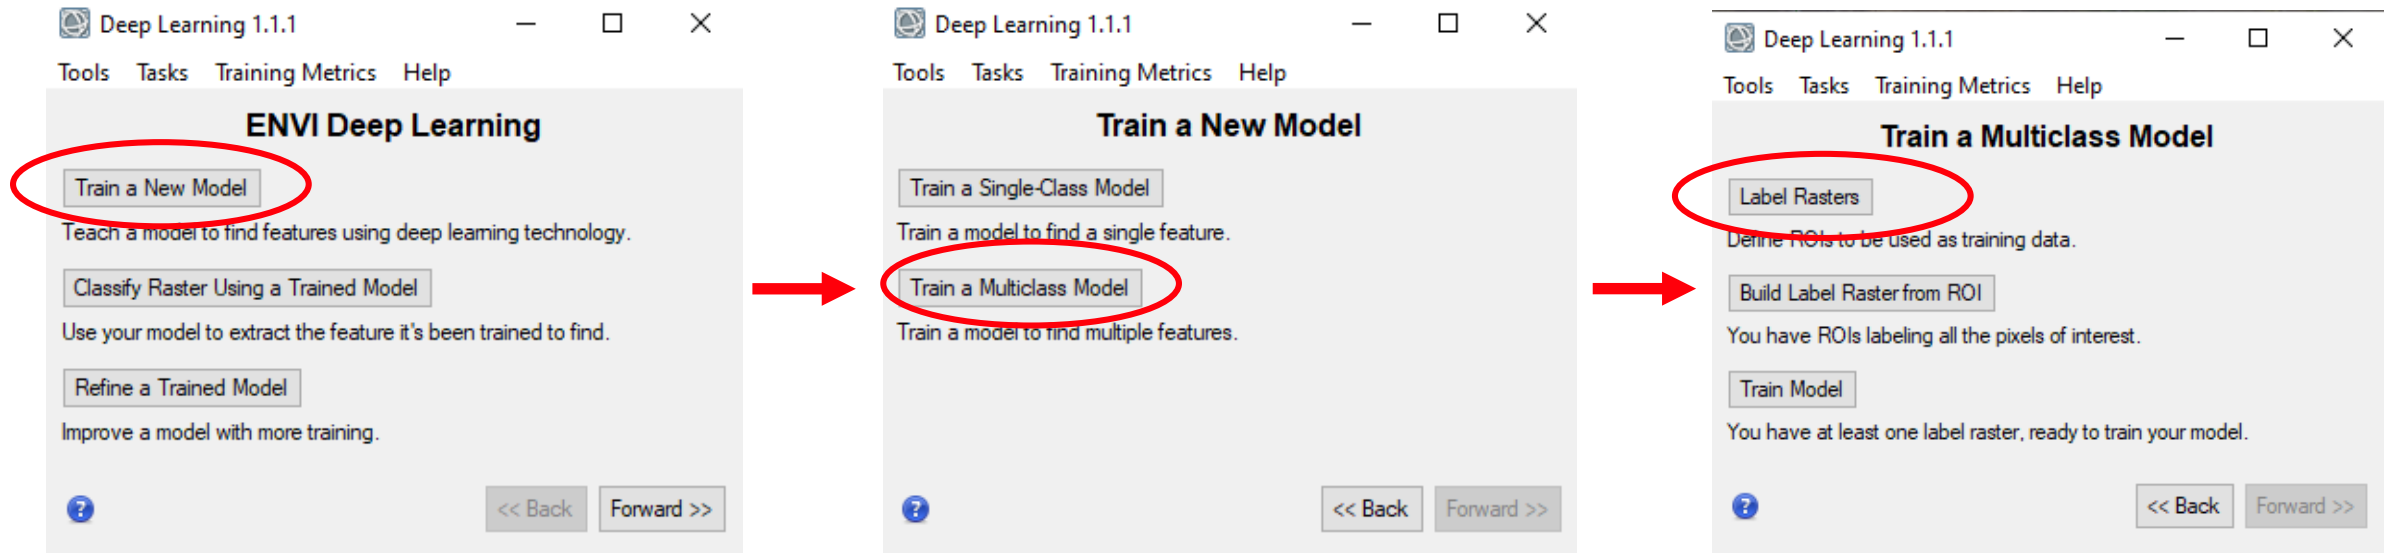 Deep Learning 1.1.1
Tools Tasks Training Metrics Help
ENVI Deep Learning
Train a New Model
Teach a model to find features using deep learning technology.
Classify Raster Using a Trained Model
Use your model to extract the feature it's been trained to find.
Refine a Trained Model
Improve a model with more training.
<< Back Forward >>
Deep Learning 1.1.1
Tools Tasks Training Metrics Help
Train a New Model
Train a Single-Class Model
Train a model to find a single feature.
Train a Multiclass Model
Train a model to find multiple features.
<< Back Forward >>
Deep Learning 1.1.1
Tools Tasks Training Metrics Help
Train a Multiclass Model
Label Rasters
Define ROIs to be used as training data.
Build Label Raster from ROI
You have ROIs labeling all the pixels of interest.
Train Model
You have at least one label raster, ready to train your model.
<< Back Forward >>